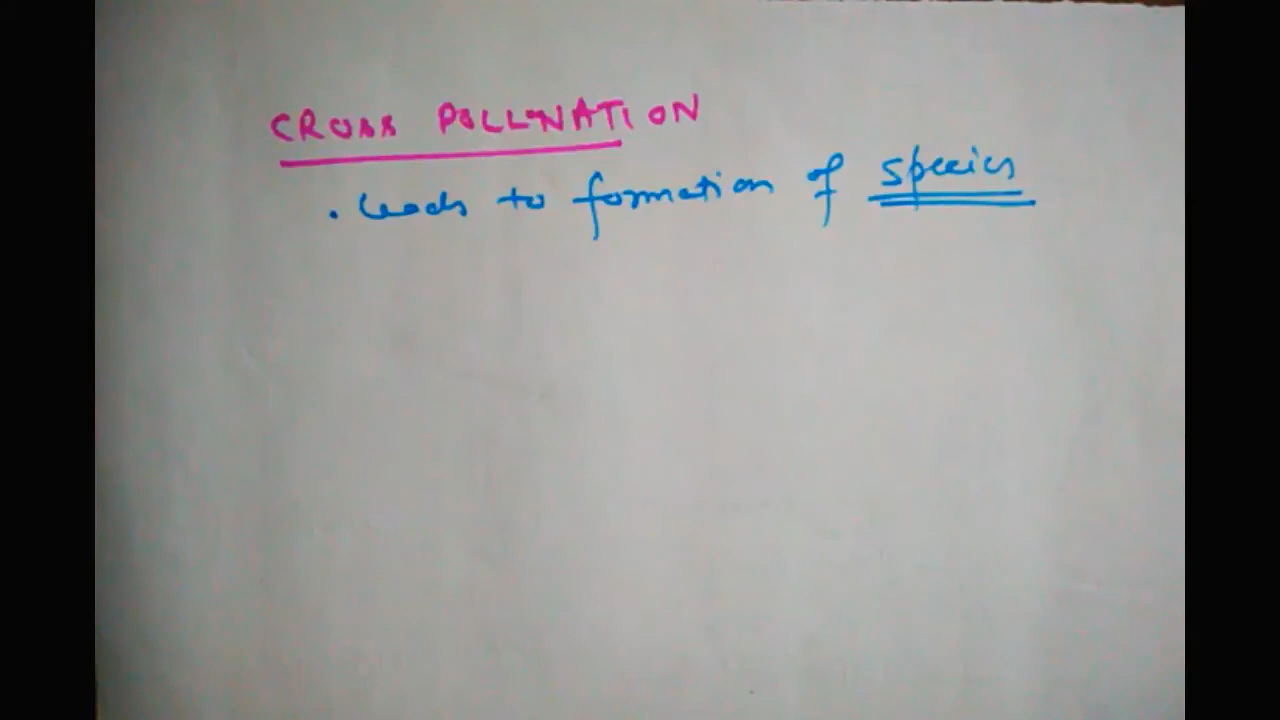 CROSS POLLINATION
. leads to formation of species